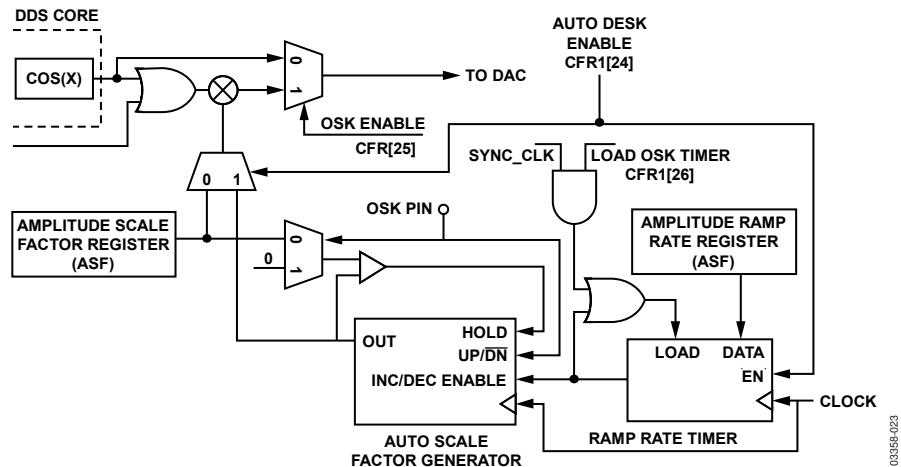 DDS CORE
COS(X)
0
1
TO DAC
OSK ENABLE
CFR[25]
AUTO DESK
ENABLE
CFR1[24]
SYNC_CLK
LOAD OSK TIMER
CFR1[26]
0 1
AMPLITUDE SCALE
FACTOR REGISTER
(ASF)
OSK PIN
0
0
1
AMPLITUDE RAMP
RATE REGISTER
(ASF)
OUT
HOLD
UP/DN
INC/DEC ENABLE
LOAD DATA
EN
CLOCK
RAMP RATE TIMER
AUTO SCALE
FACTOR GENERATOR
03358-023